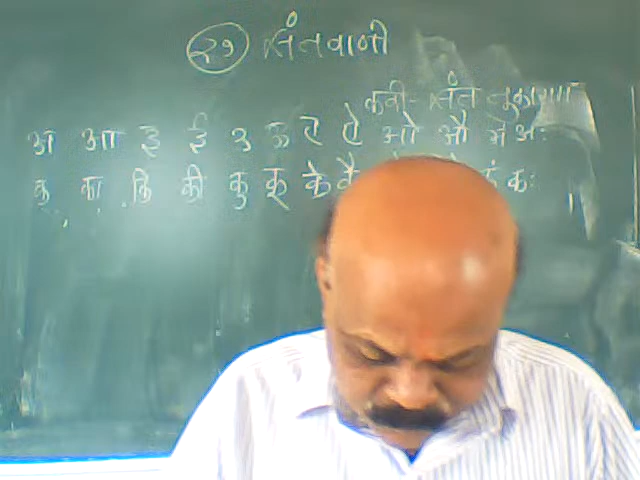 २१ संतवाणी
कवी - संत तुकाराम
अ आ इ ई उ ऊ ए ऐ ओ औ अं अः
क का कि की कु कू के कै कं कः